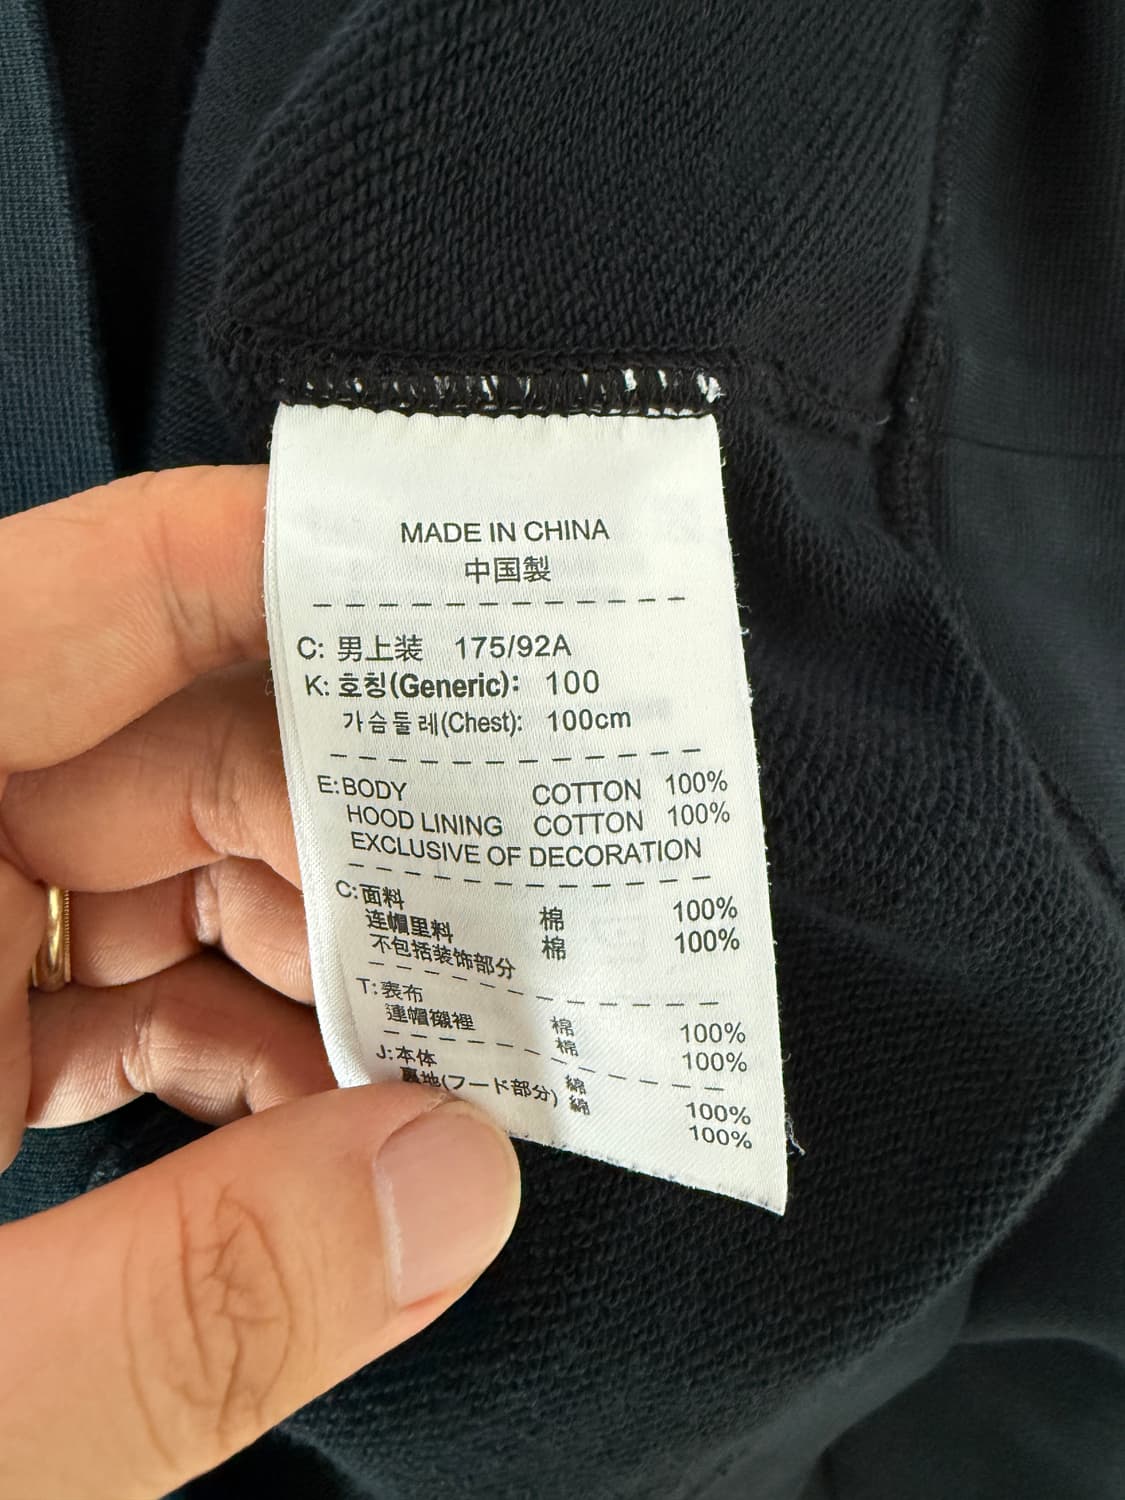 MADE IN CHINA
中国製
C: 男上装 175/92A
K: 호칭(Generic): 100
가슴둘레(Chest): 100cm
E: BODY COTTON 100%
HOOD LINING COTTON 100%
EXCLUSIVE OF DECORATION
C: 面料 棉 100%
连帽里料 棉 100%
不包括装饰部分
T: 表布 棉 100%
連帽襯裡 棉 100%
J: 本体 綿 100%
裏地(フード部分) 綿 100%